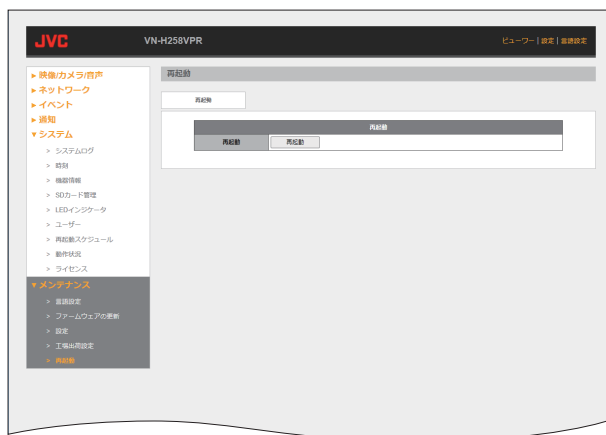 JVC VN-H258VPR ビューワー | 設定 | 言語設定
▶ 映像/カメラ/音声
▶ ネットワーク
▶ イベント
▶ 通知
▼ システム
> システムログ
> 時刻
> 機器情報
> SDカード管理
> LEDインジケータ
> ユーザー
> 再起動スケジュール
> 動作状況
> ライセンス
▼ メンテナンス
> 言語設定
> ファームウェアの更新
> 設定
> 工場出荷設定
> 再起動
再起動
再起動
再起動
再起動 再起動